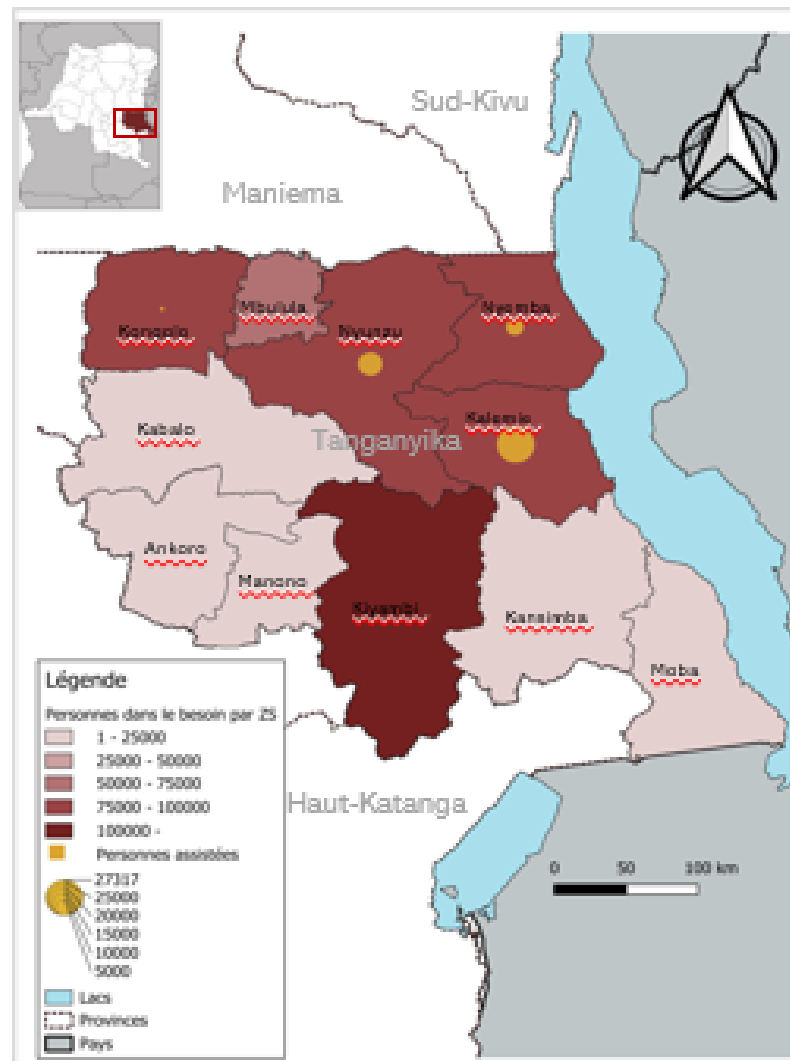 Sud-Kivu
Maniema
Mbulula
Kongolo
Nyunzu
Nyemba
Kabalo
Tanganyika
Kalemie
Ankoro
Manono
Kiyambi
Kansimba
Moba
Légende
Personnes dans le besoin par ZS
1 - 25000
25000 - 50000
50000 - 75000
75000 - 100000
100000 -
Personnes assistées
27317
25000
20000
15000
10000
5000
Lacs
Provinces
Pays
Haut-Katanga
0 50 100 km